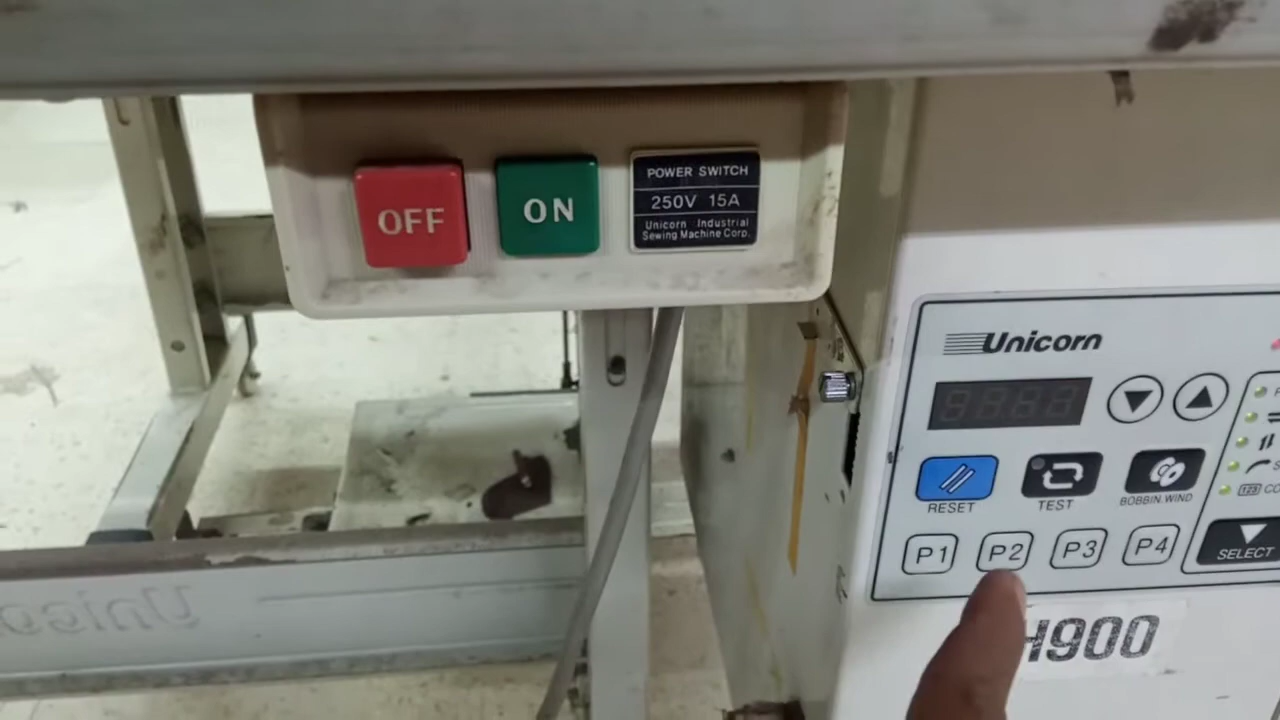 OFF
ON
POWER SWITCH
250V 15A
Unicorn Industrial
Sewing Machine Corp.
Unicorn
RESET
TEST
BOBBIN WIND
P1
P2
P3
P4
SELECT
H900
Unicorn